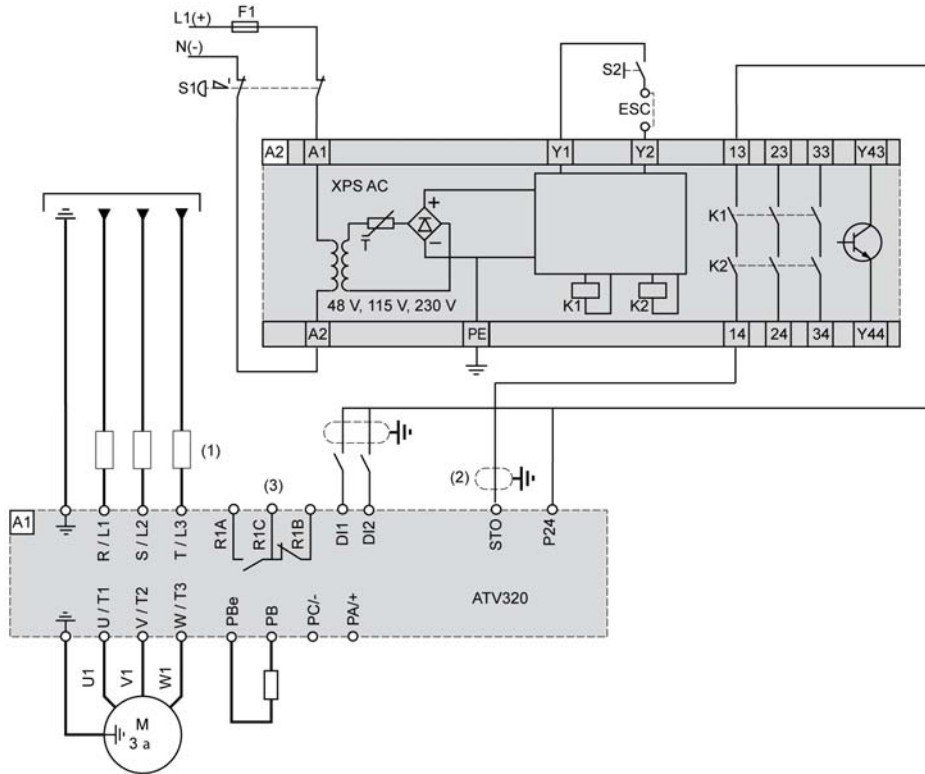 L1(+)
F1
N(-)
S1
S2
ESC
A2
A1
Y1
Y2
13
23
33
Y43
XPS AC
+
−
T
48 V, 115 V, 230 V
K1
K2
K1
K2
A2
PE
14
24
34
Y44
(1)
(2)
(3)
A1
R / L1
S / L2
T / L3
R1A
R1C
R1B
DI1
DI2
STO
P24
ATV320
U / T1
V / T2
W / T3
PBe
PB
PC/-
PA/+
U1
V1
W1
M
3 a